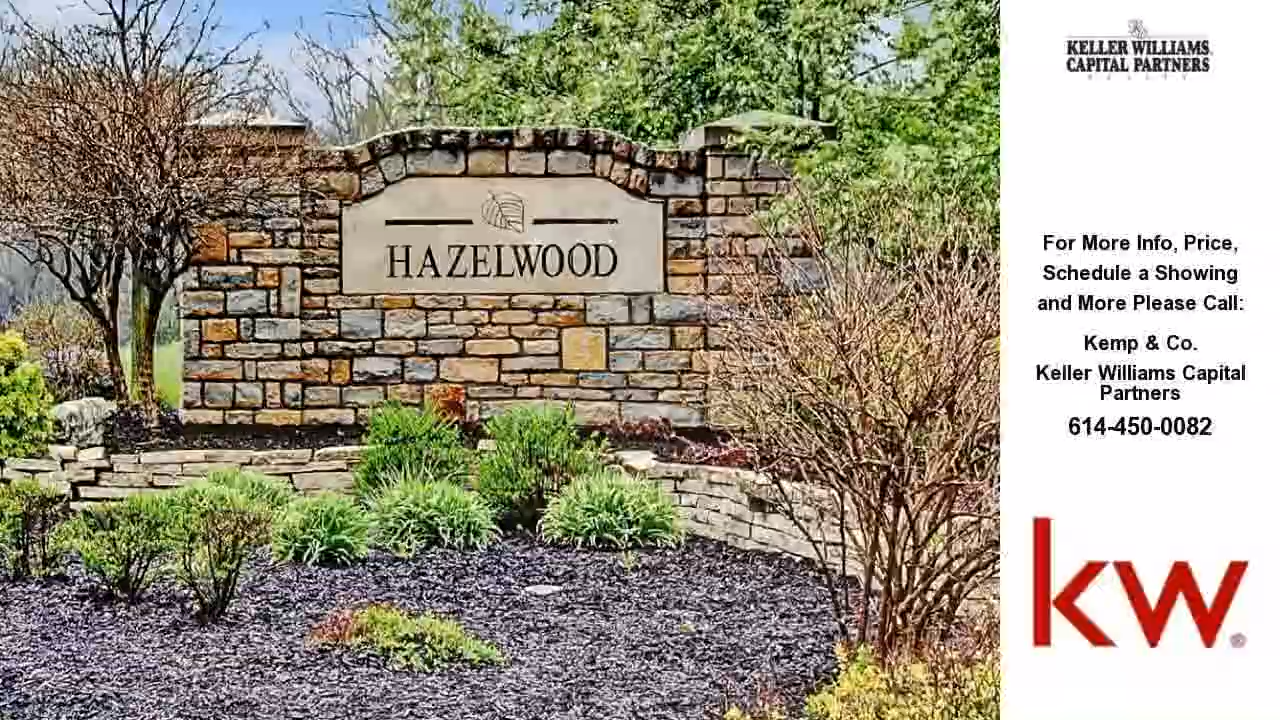 HAZELWOOD
KELLER WILLIAMS
CAPITAL PARTNERS
REALTY
For More Info, Price,
Schedule a Showing
and More Please Call:
Kemp & Co.
Keller Williams Capital
Partners
614-450-0082
kw